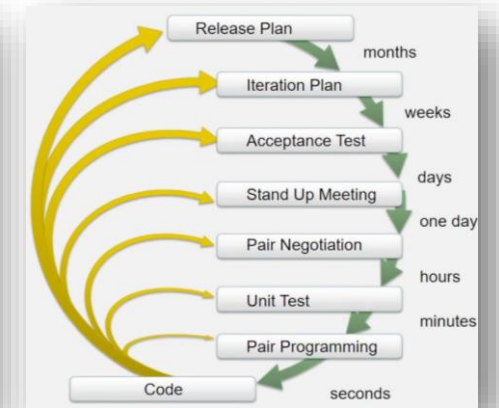 Release Plan
months
Iteration Plan
weeks
Acceptance Test
days
Stand Up Meeting
one day
Pair Negotiation
hours
Unit Test
minutes
Pair Programming
Code
seconds